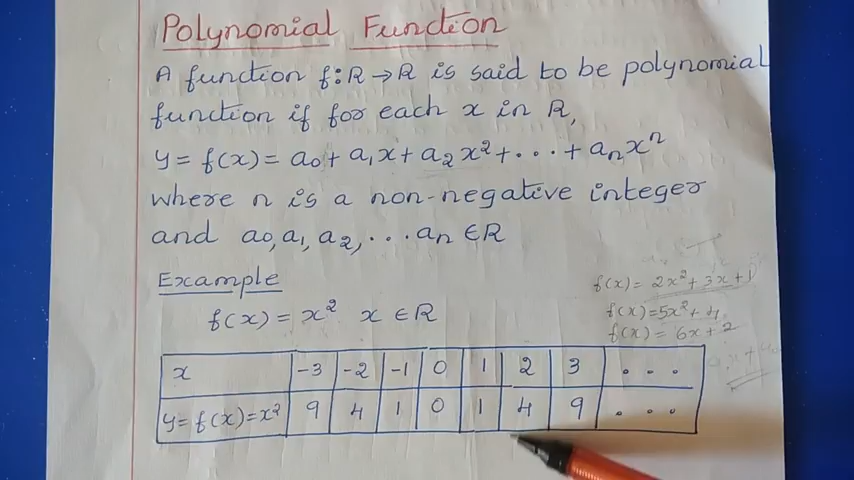 Polynomial Function
A function f:R→R is said to be polynomial
function if for each x in R,
y = f(x) = a₀ + a₁x + a₂x² + ... + aₙxⁿ
where n is a non-negative integer
and a₀, a₁, a₂, ... aₙ ∈ R
Example
f(x) = 2x² + 3x + 1
f(x) = x² x ∈ R
f(x) = 5x² + 4
f(x) = 6x + 2
x -3 -2 -1 0 1 2 3 . . .
y = f(x) = x² 9 4 1 0 1 4 9 . . .